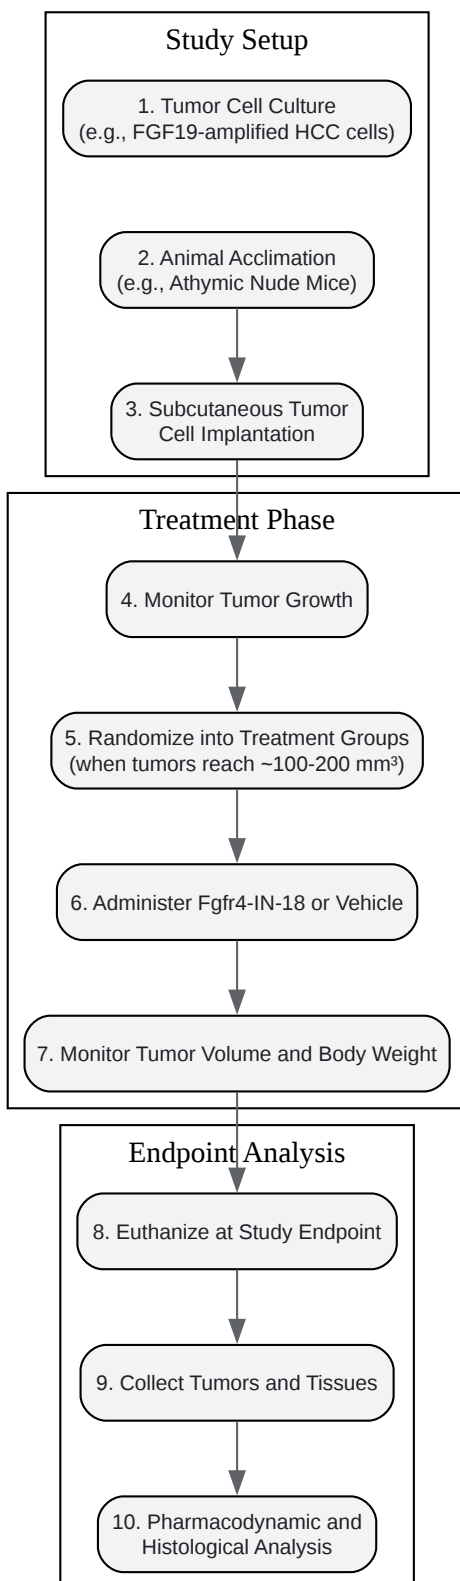 Study Setup
1. Tumor Cell Culture
(e.g., FGF19-amplified HCC cells)
2. Animal Acclimation
(e.g., Athymic Nude Mice)
3. Subcutaneous Tumor
Cell Implantation
Treatment Phase
4. Monitor Tumor Growth
5. Randomize into Treatment Groups
(when tumors reach ~100-200 mm³)
6. Administer Fgfr4-IN-18 or Vehicle
7. Monitor Tumor Volume and Body Weight
Endpoint Analysis
8. Euthanize at Study Endpoint
9. Collect Tumors and Tissues
10. Pharmacodynamic and
Histological Analysis